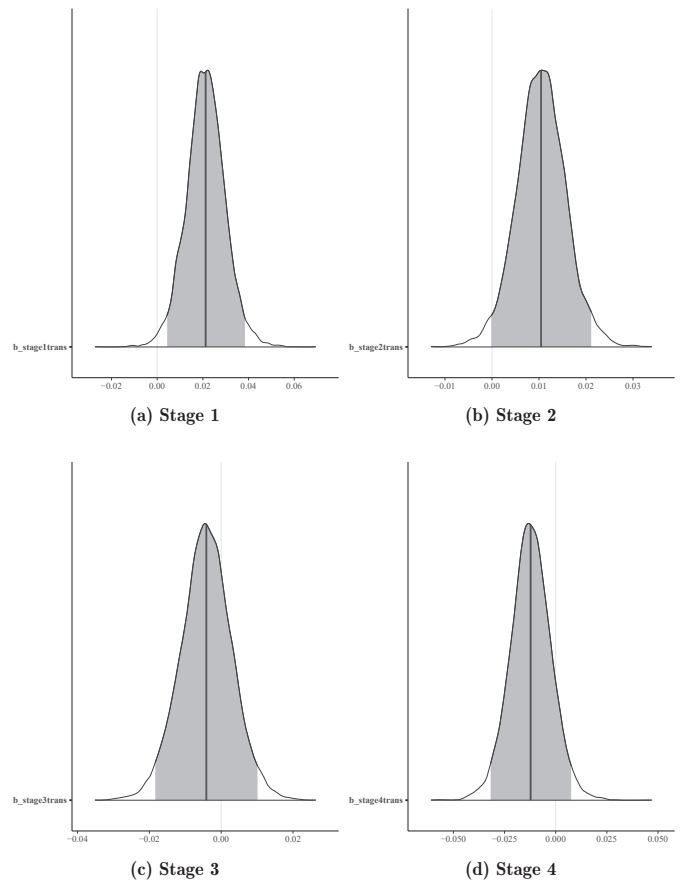 b_stage1trans
−0.02 0.00 0.02 0.04 0.06
(a) Stage 1
b_stage2trans
−0.01 0.00 0.01 0.02 0.03
(b) Stage 2
b_stage3trans
−0.04 −0.02 0.00 0.02
(c) Stage 3
b_stage4trans
−0.050 −0.025 0.000 0.025 0.050
(d) Stage 4